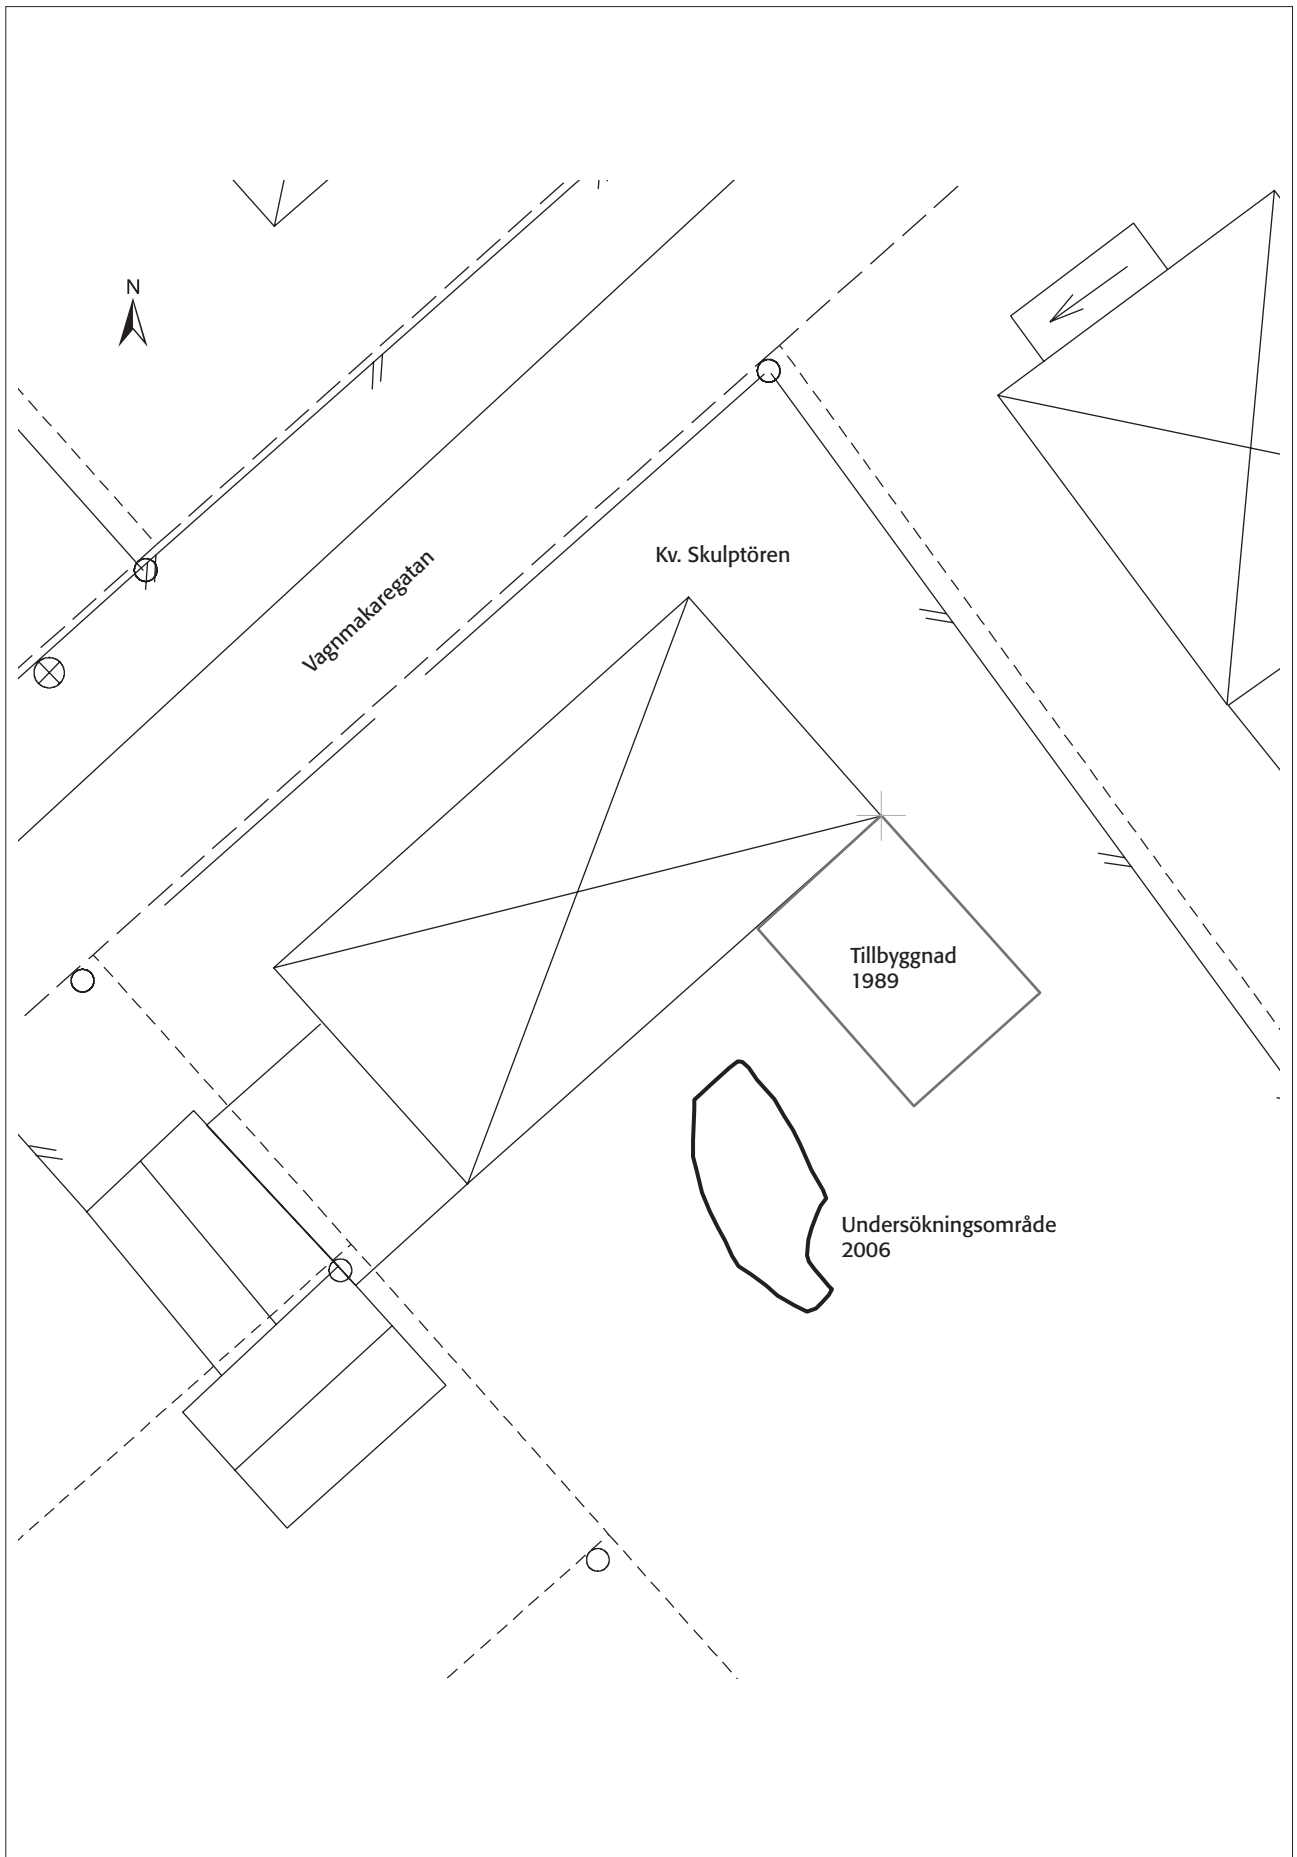 N
Kv. Skulptören
Vagnmakaregatan
Tillbyggnad
1989
Undersökningsområde
2006